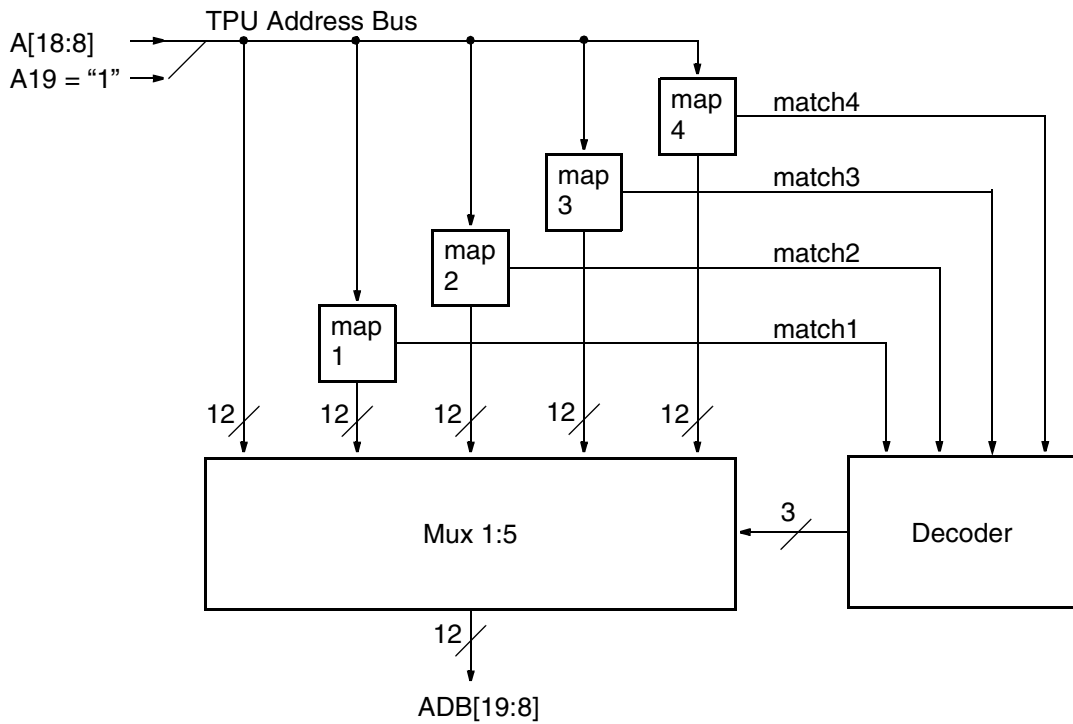 TPU Address Bus
A[18:8]
A19 = “1”
map
4
match4
map
3
match3
map
2
match2
map
1
match1
12
12
12
12
12
Mux 1:5
3
Decoder
12
ADB[19:8]